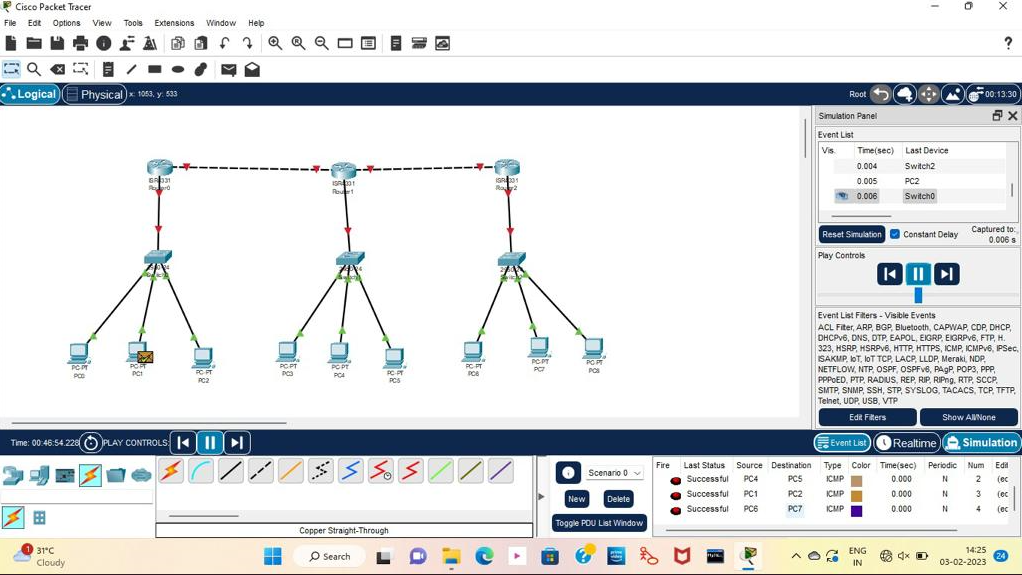 Cisco Packet Tracer
File Edit Options View Tools Extensions Window Help
?
Logical Physical x: 1053, y: 533
Root 00:13:30
Simulation Panel
Event List
Vis. Time(sec) Last Device
0.004 Switch2
0.005 PC2
0.006 Switch0
Reset Simulation Constant Delay Captured to:
0.006 s
Play Controls
Event List Filters - Visible Events
ACL Filter, ARP, BGP, Bluetooth, CAPWAP, CDP, DHCP,
DHCPv6, DNS, DTP, EAPOL, EIGRP, EIGRPv6, FTP, H.
323, HSRP, HSRPv6, HTTP, HTTPS, ICMP, ICMPv6, IPSec,
ISAKMP, IoT, IoT TCP, LACP, LLDP, Meraki, NDP,
NETFLOW, NTP, OSPF, OSPFv6, PAgP, POP3, PPP,
PPPoED, PTP, RADIUS, REP, RIP, RIPng, RTP, SCCP,
SMTP, SNMP, SSH, STP, SYSLOG, TACACS, TCP, TFTP,
Telnet, UDP, USB, VTP
Edit Filters Show All/None
ISR4331 ISR4331 ISR4331
Router0 Router1 Router2
2950-24 2950-24
PC-PT PC-PT PC-PT PC-PT PC-PT PC-PT PC-PT PC-PT PC-PT
PC0 PC1 PC2 PC3 PC4 PC5 PC6 PC7 PC8
Time: 00:46:54.228 PLAY CONTROLS:
Event List Realtime Simulation
Scenario 0
New Delete
Toggle PDU List Window
Copper Straight-Through
Fire Last Status Source Destination Type Color Time(sec) Periodic Num Edi
Successful PC4 PC5 ICMP 0.000 N 2 (ec
Successful PC1 PC2 ICMP 0.000 N 3 (ec
Successful PC6 PC7 ICMP 0.000 N 4 (ec
1
31°C
Cloudy
Search
prime
video
ENG
IN
14:25
03-02-2023
24